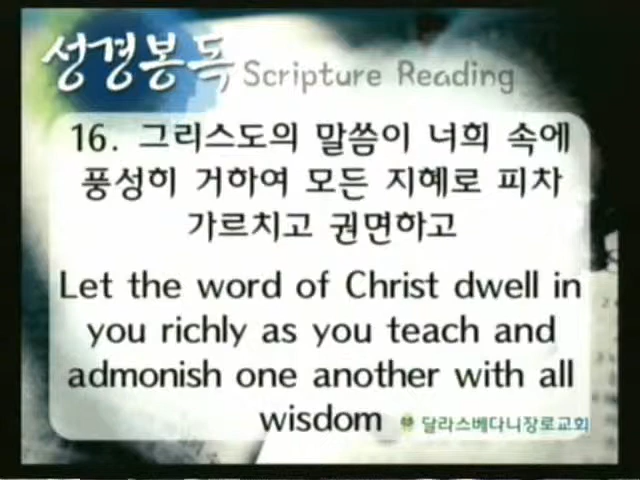 성경봉독 Scripture Reading
16. 그리스도의 말씀이 너희 속에
풍성히 거하여 모든 지혜로 피차
가르치고 권면하고
Let the word of Christ dwell in
you richly as you teach and
admonish one another with all
wisdom
달라스베다니장로교회